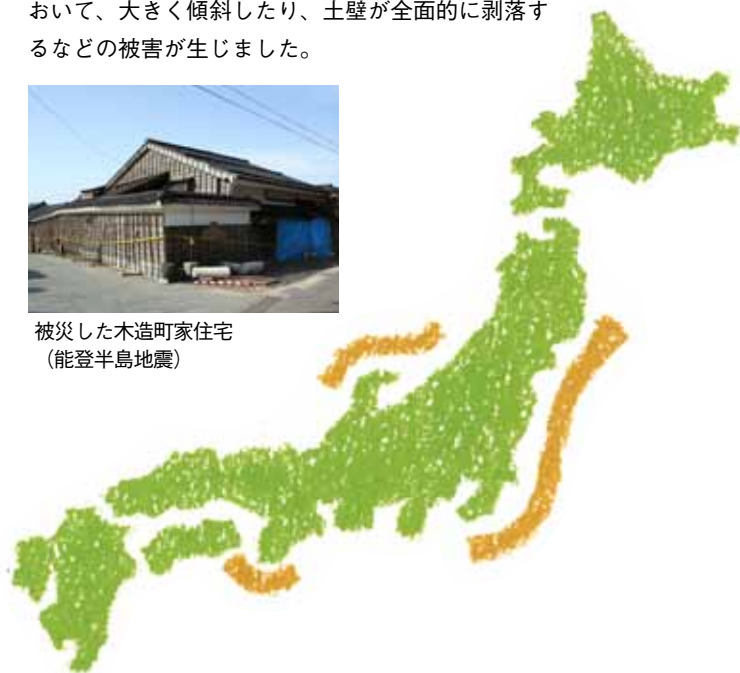 おいて、大きく傾斜したり、土壁が全面的に剥落す
るなどの被害が生じました。
被災した木造町家住宅
（能登半島地震）